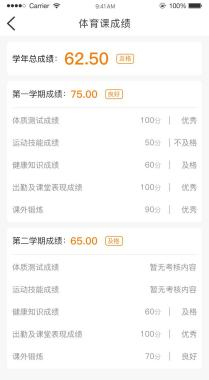 Carrier 9:41AM 100%
体育课成绩
学年总成绩: 62.50 及格
第一学期成绩: 75.00 良好
体质测试成绩 100分 优秀
运动技能成绩 50分 不及格
健康知识成绩 60分 及格
出勤及课堂表现成绩 100分 优秀
课外锻炼 90分 优秀
第二学期成绩: 65.00 及格
体质测试成绩 暂无考核内容
运动技能成绩 暂无考核内容
健康知识成绩 60分 及格
出勤及课堂表现成绩 100分 优秀
课外锻炼 70分 良好